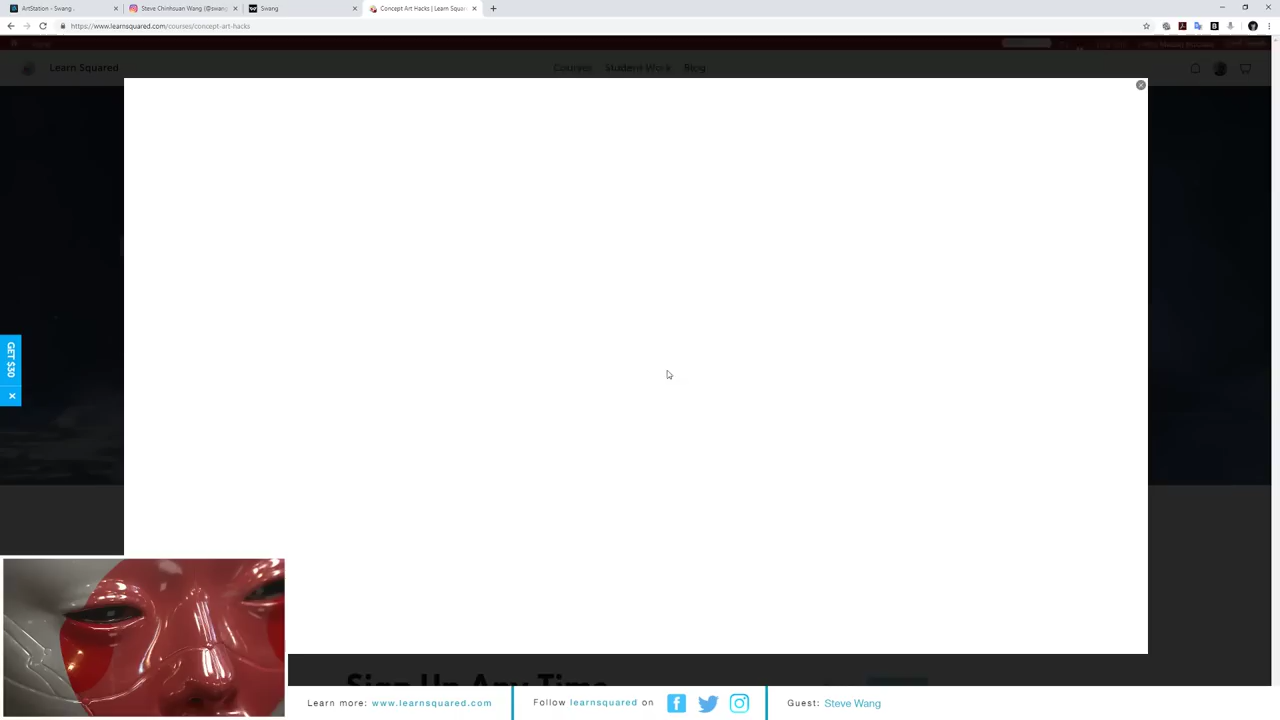 ArtStation - Swang .
Steve Chinhsuan Wang (@swang
Swang
Concept Art Hacks | Learn Squar
https://www.learnsquared.com/courses/concept-art-hacks
Learn Squared
Courses Student Work Blog
GET $30
Sign Up Any Time
Learn more: www.learnsquared.com
Follow learnsquared on
Guest: Steve Wang